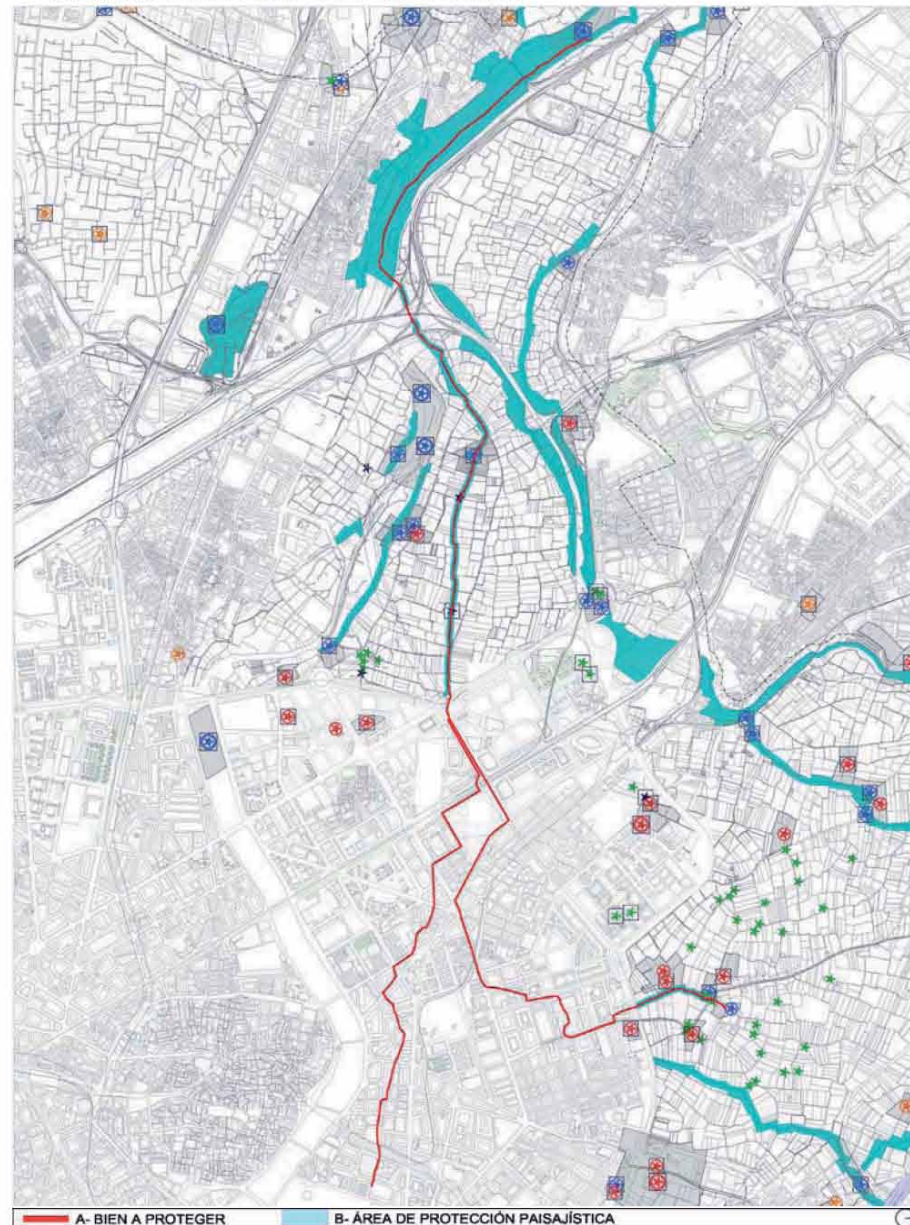 A- BIEN A PROTEGER
B- ÁREA DE PROTECCIÓN PAISAJÍSTICA